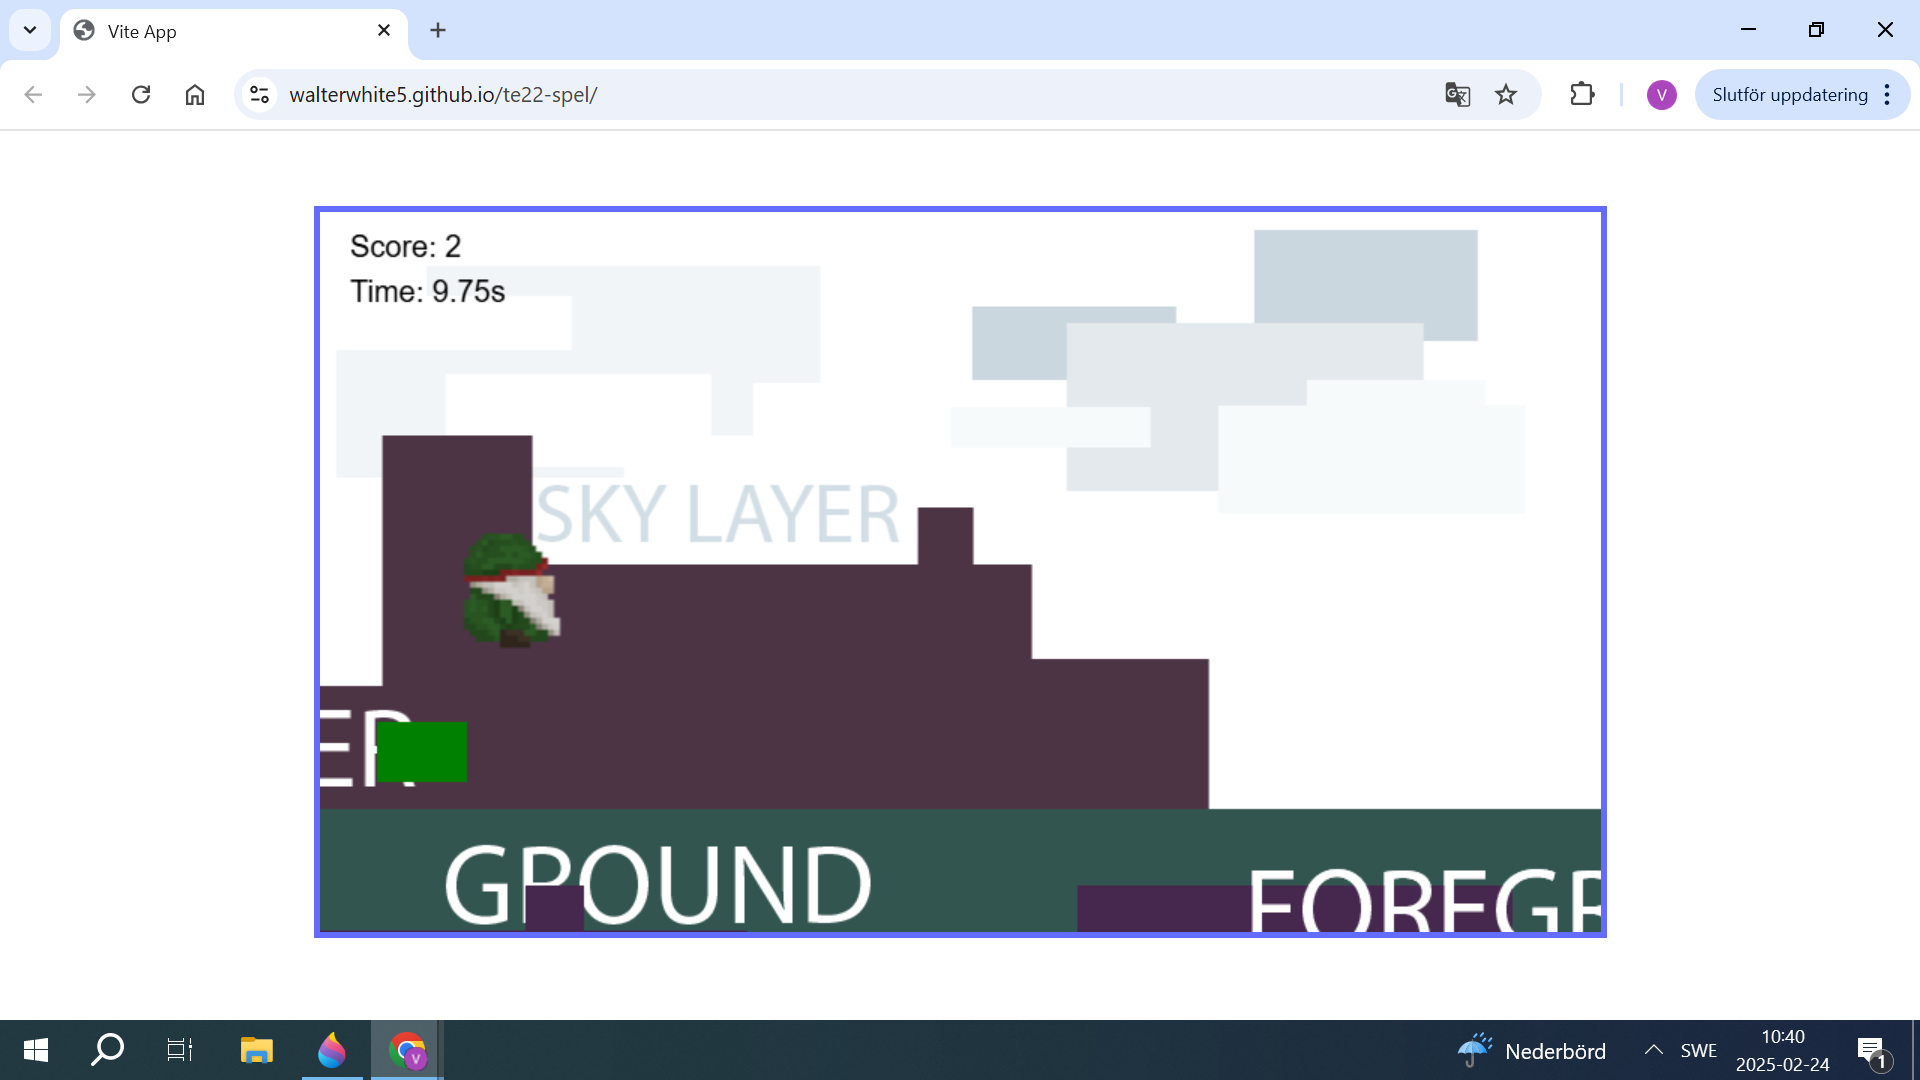 Vite App
walterwhite5.github.io/te22-spel/
V
Slutför uppdatering
Score: 2
Time: 9.75s
SKY LAYER
ER
GROUND
FOREGR
Nederbörd
SWE
10:40
2025-02-24
1
V